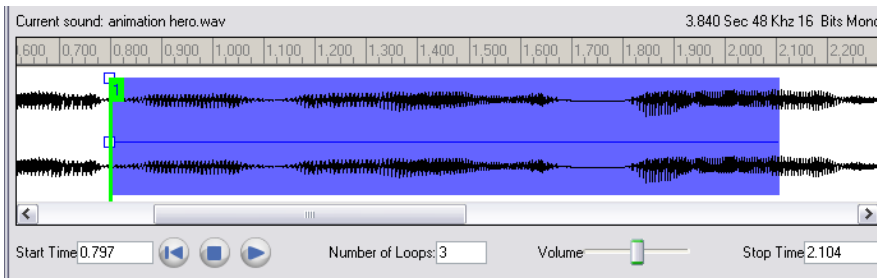 Current sound: animation hero.wav 3.840 Sec 48 Khz 16 Bits Mono
0,700 0,800 0,900 1,000 1,100 1,200 1,300 1,400 1,500 1,600 1,700 1,800 1,900 2,000 2,100 2,200
1
Start Time 0.797 Number of Loops: 3 Volume Stop Time 2.104